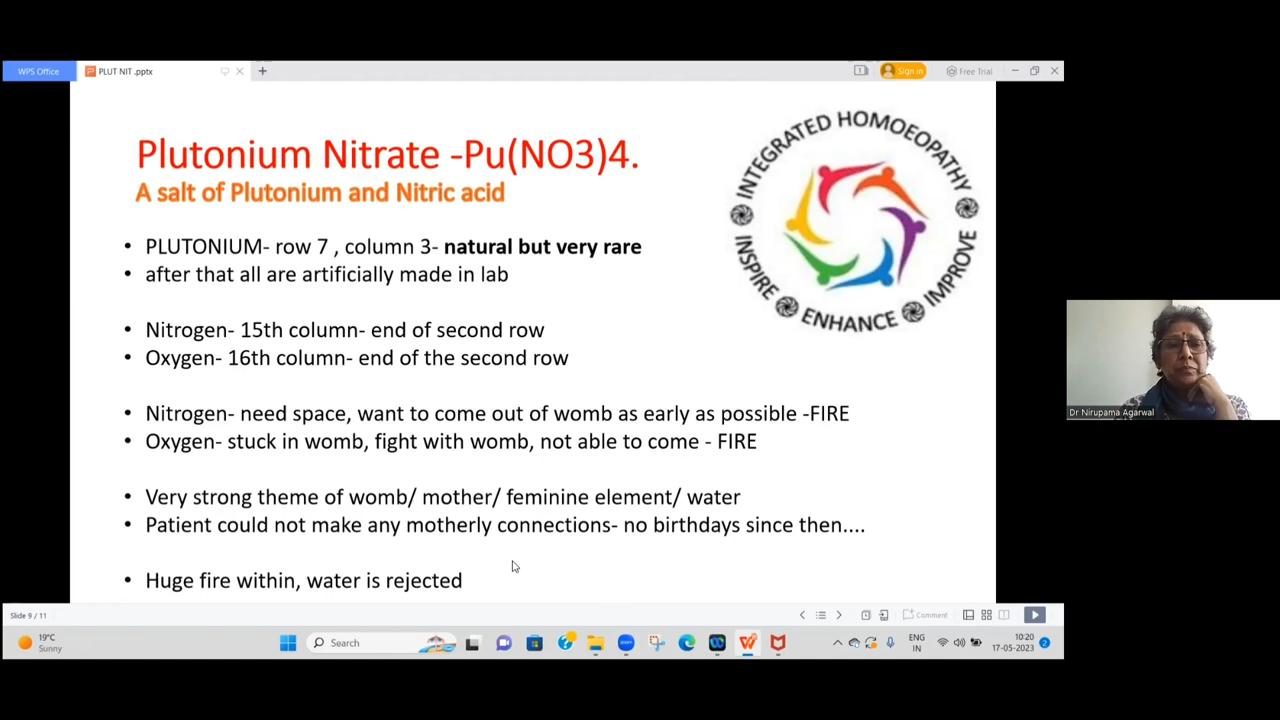 WPS Office
PLUT NIT .pptx
1
Sign in
Free Trial
Plutonium Nitrate -Pu(NO3)4.
A salt of Plutonium and Nitric acid
INTEGRATED HOMOEOPATHY
INSPIRE
ENHANCE
IMPROVE
• PLUTONIUM- row 7 , column 3- natural but very rare
• after that all are artificially made in lab
• Nitrogen- 15th column- end of second row
• Oxygen- 16th column- end of the second row
• Nitrogen- need space, want to come out of womb as early as possible -FIRE
• Oxygen- stuck in womb, fight with womb, not able to come - FIRE
• Very strong theme of womb/ mother/ feminine element/ water
• Patient could not make any motherly connections- no birthdays since then....
• Huge fire within, water is rejected
Dr Nirupama Agarwal
Slide 9 / 11
Comment
19°C
Sunny
Search
ENG
IN
10:20
17-05-2023
2